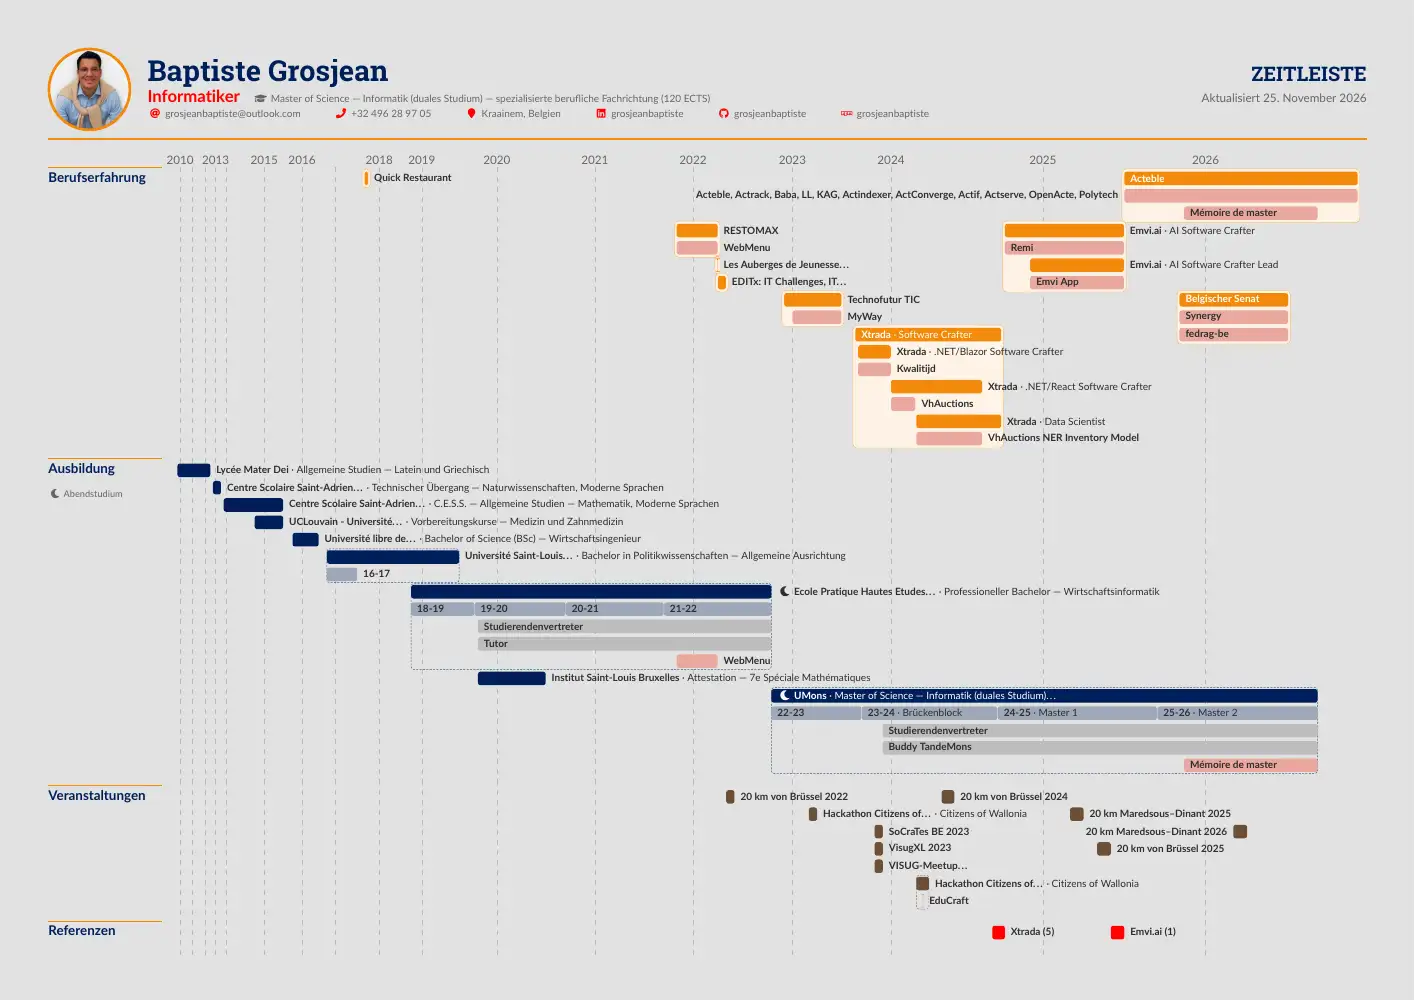 Baptiste Grosjean
ZEITLEISTE
Informatiker Master of Science — Informatik (duales Studium) — spezialisierte berufliche Fachrichtung (120 ECTS)
Aktualisiert 25. November 2026
grosjeanbaptiste@outlook.com +32 496 28 97 05 Kraainem, Belgien grosjeanbaptiste grosjeanbaptiste grosjeanbaptiste
2010 2013 2015 2016 2018 2019 2020 2021 2022 2023 2024 2025 2026
Berufserfahrung
Quick Restaurant
Acteble
Acteble, Actrack, Baba, LL, KAG, Actindexer, ActConverge, Actif, Actserve, OpenActe, Polytech
Mémoire de master
RESTOMAX
Emvi.ai · AI Software Crafter
WebMenu
Remi
Les Auberges de Jeunesse…
Emvi.ai · AI Software Crafter Lead
EDITx: IT Challenges, IT…
Emvi App
Technofutur TIC
Belgischer Senat
MyWay
Synergy
Xtrada · Software Crafter
fedrag-be
Xtrada · .NET/Blazor Software Crafter
Kwalitijd
Xtrada · .NET/React Software Crafter
VhAuctions
Xtrada · Data Scientist
VhAuctions NER Inventory Model
Ausbildung
Abendstudium
Lycée Mater Dei · Allgemeine Studien — Latein und Griechisch
Centre Scolaire Saint-Adrien… · Technischer Übergang — Naturwissenschaften, Moderne Sprachen
Centre Scolaire Saint-Adrien… · C.E.S.S. — Allgemeine Studien — Mathematik, Moderne Sprachen
UCLouvain - Université… · Vorbereitungskurse — Medizin und Zahnmedizin
Université libre de… · Bachelor of Science (BSc) — Wirtschaftsingenieur
Université Saint-Louis… · Bachelor in Politikwissenschaften — Allgemeine Ausrichtung
16-17
Ecole Pratique Hautes Etudes… · Professioneller Bachelor — Wirtschaftsinformatik
18-19 19-20 20-21 21-22
Studierendenvertreter
Tutor
WebMenu
Institut Saint-Louis Bruxelles · Attestation — 7e Spéciale Mathématiques
UMons · Master of Science — Informatik (duales Studium)…
22-23 23-24 · Brückenblock 24-25 · Master 1 25-26 · Master 2
Studierendenvertreter
Buddy TandeMons
Mémoire de master
Veranstaltungen
20 km von Brüssel 2022 20 km von Brüssel 2024
Hackathon Citizens of… · Citizens of Wallonia 20 km Maredsous–Dinant 2025
SoCraTes BE 2023 20 km Maredsous–Dinant 2026
VisugXL 2023 20 km von Brüssel 2025
VISUG-Meetup…
Hackathon Citizens of… · Citizens of Wallonia
EduCraft
Referenzen
Xtrada (5) Emvi.ai (1)